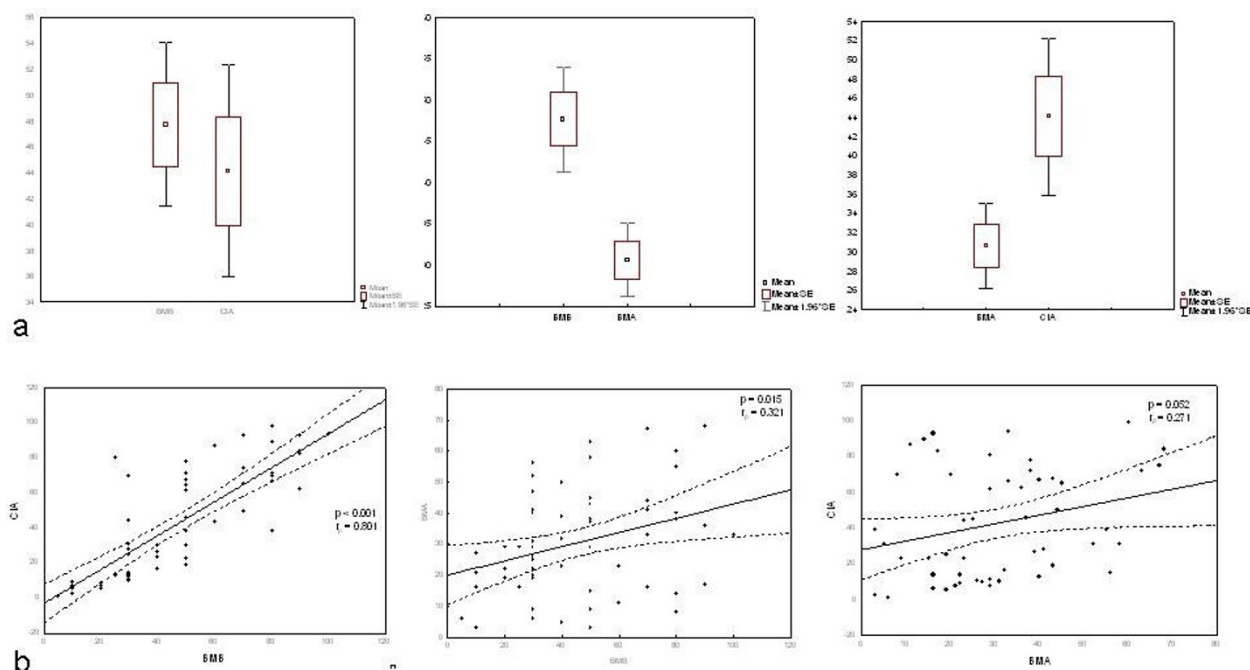 56
54
52
50
48
46
44
42
40
38
36
34
BMB CIA
Mean
Mean±SE
Mean±1.96*SE
BMB BMA
Mean
Mean±SE
Mean±1.96*SE
54
52
50
48
46
44
42
40
38
36
34
32
30
28
26
24
BMA CIA
Mean
Mean±SE
Mean±1.96*SE
a
120
100
80
60
40
20
0
-20
CIA
p < 0.001
r = 0.801
0 20 40 60 80 100 120
BMB
80
70
60
50
40
30
20
10
0
BMA
p = 0.015
r = 0.321
0 20 40 60 80 100 120
BMB
120
100
80
60
40
20
0
-20
CIA
p = 0.052
r = 0.271
0 10 20 30 40 50 60 70 80
BMA
b